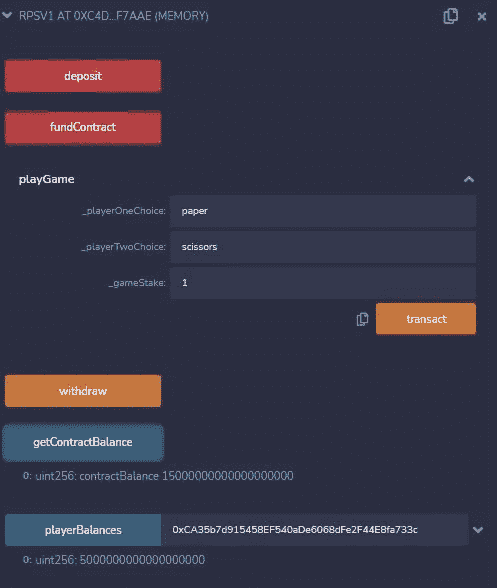 RPSV1 AT 0XC4D...F7AAE (MEMORY)
deposit
fundContract
playGame
_playerOneChoice: paper
_playerTwoChoice: scissors
_gameStake: 1
transact
withdraw
getContractBalance
0: uint256: contractBalance 15000000000000000000
playerBalances 0xCA35b7d915458EF540aDe6068dFe2F44E8fa733c
0: uint256: 5000000000000000000